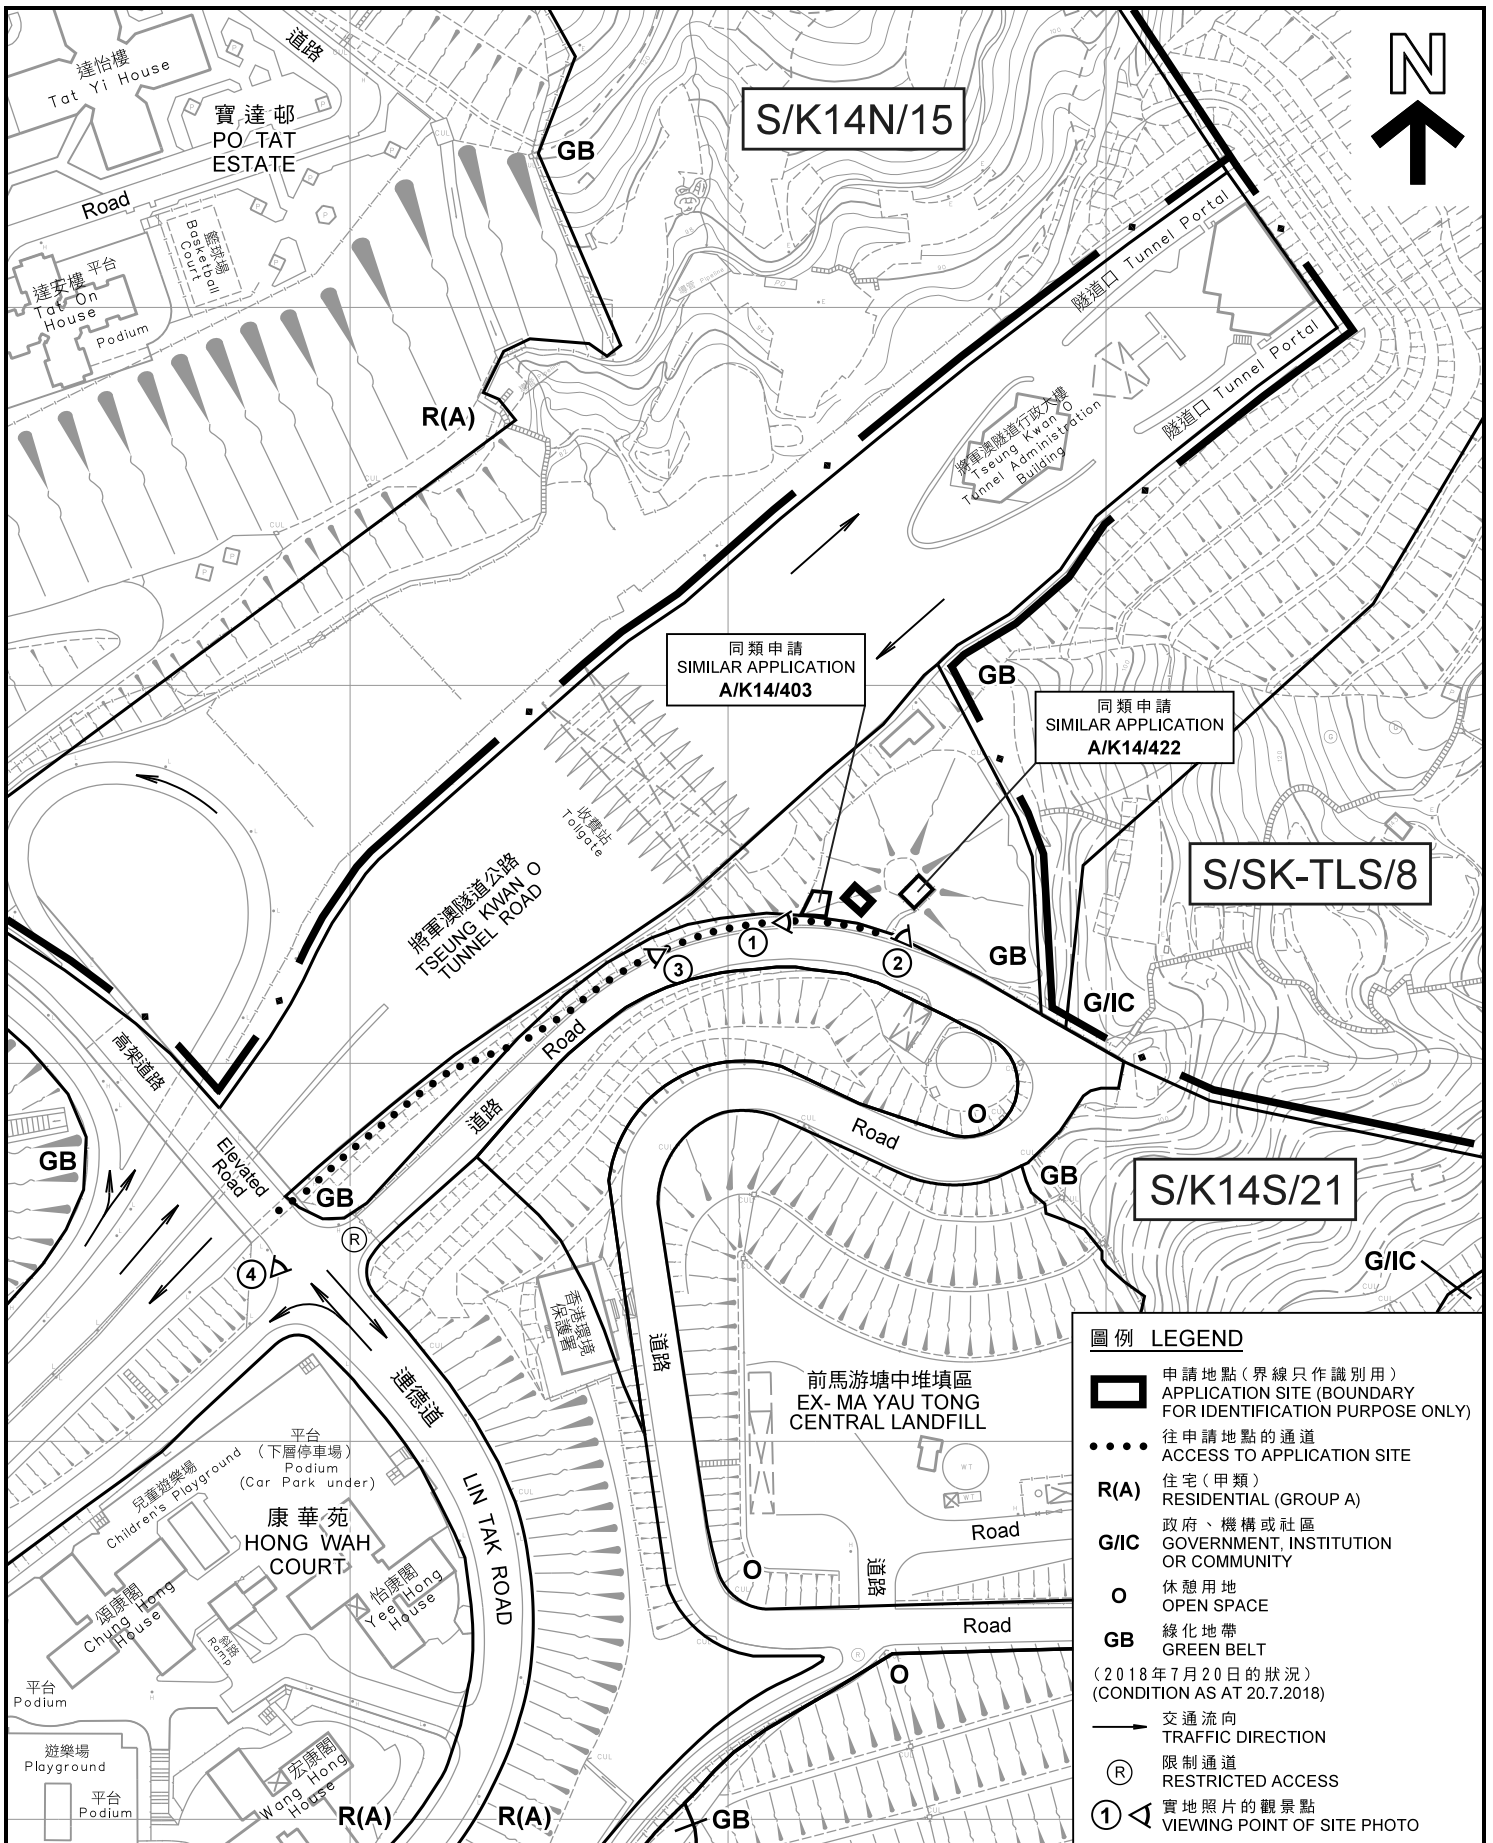 達怡樓
Tat Yi House
道路
寶達邨
PO TAT
ESTATE
GB
S/K14N/15
N
Road
籃球場
Basketball
Court
達安樓
Tat On
House
平台
Podium
R(A)
隧道口 Tunnel Portal
隧道口 Tunnel Portal
將軍澳隧道行政大樓
Tseung Kwan O
Tunnel Administration
Building
同類申請
SIMILAR APPLICATION
A/K14/403
GB
同類申請
SIMILAR APPLICATION
A/K14/422
收費站
Tollgate
將軍澳隧道公路
TSEUNG KWAN O
TUNNEL ROAD
S/SK-TLS/8
1
2
3
GB
G/IC
高架道路
Elevated
Road
道路
Road
O
Road
GB
GB
GB
S/K14S/21
R
4
G/IC
香港環境
保護署
道路
連德道
LIN TAK ROAD
前馬游塘中堆填區
EX- MA YAU TONG
CENTRAL LANDFILL
WT
WT
平台
(下層停車場)
Podium
(Car Park under)
兒童遊樂場
Children's Playground
康華苑
HONG WAH
COURT
頌康閣
Chung Hong
House
怡康閣
Yee Hong
House
斜路
Ramp
Road
道路
O
Road
O
R
平台
Podium
遊樂場
Playground
平台
Podium
宏康閣
Wang Hong
House
R(A)
R(A)
GB
圖例 LEGEND
申請地點(界線只作識別用)
APPLICATION SITE (BOUNDARY
FOR IDENTIFICATION PURPOSE ONLY)
往申請地點的通道
ACCESS TO APPLICATION SITE
R(A)
住宅(甲類)
RESIDENTIAL (GROUP A)
G/IC
政府、機構或社區
GOVERNMENT, INSTITUTION
OR COMMUNITY
O
休憩用地
OPEN SPACE
GB
綠化地帶
GREEN BELT
(2018年7月20日的狀況)
(CONDITION AS AT 20.7.2018)
交通流向
TRAFFIC DIRECTION
R
限制通道
RESTRICTED ACCESS
1
實地照片的觀景點
VIEWING POINT OF SITE PHOTO